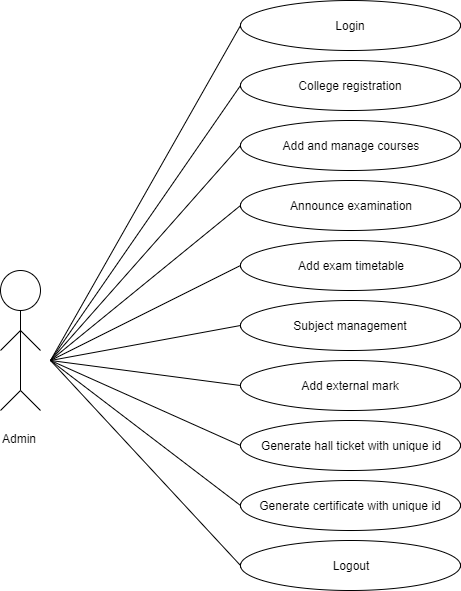 Login
College registration
Add and manage courses
Announce examination
Add exam timetable
Subject management
Add external mark
Admin
Generate hall ticket with unique id
Generate certificate with unique id
Logout